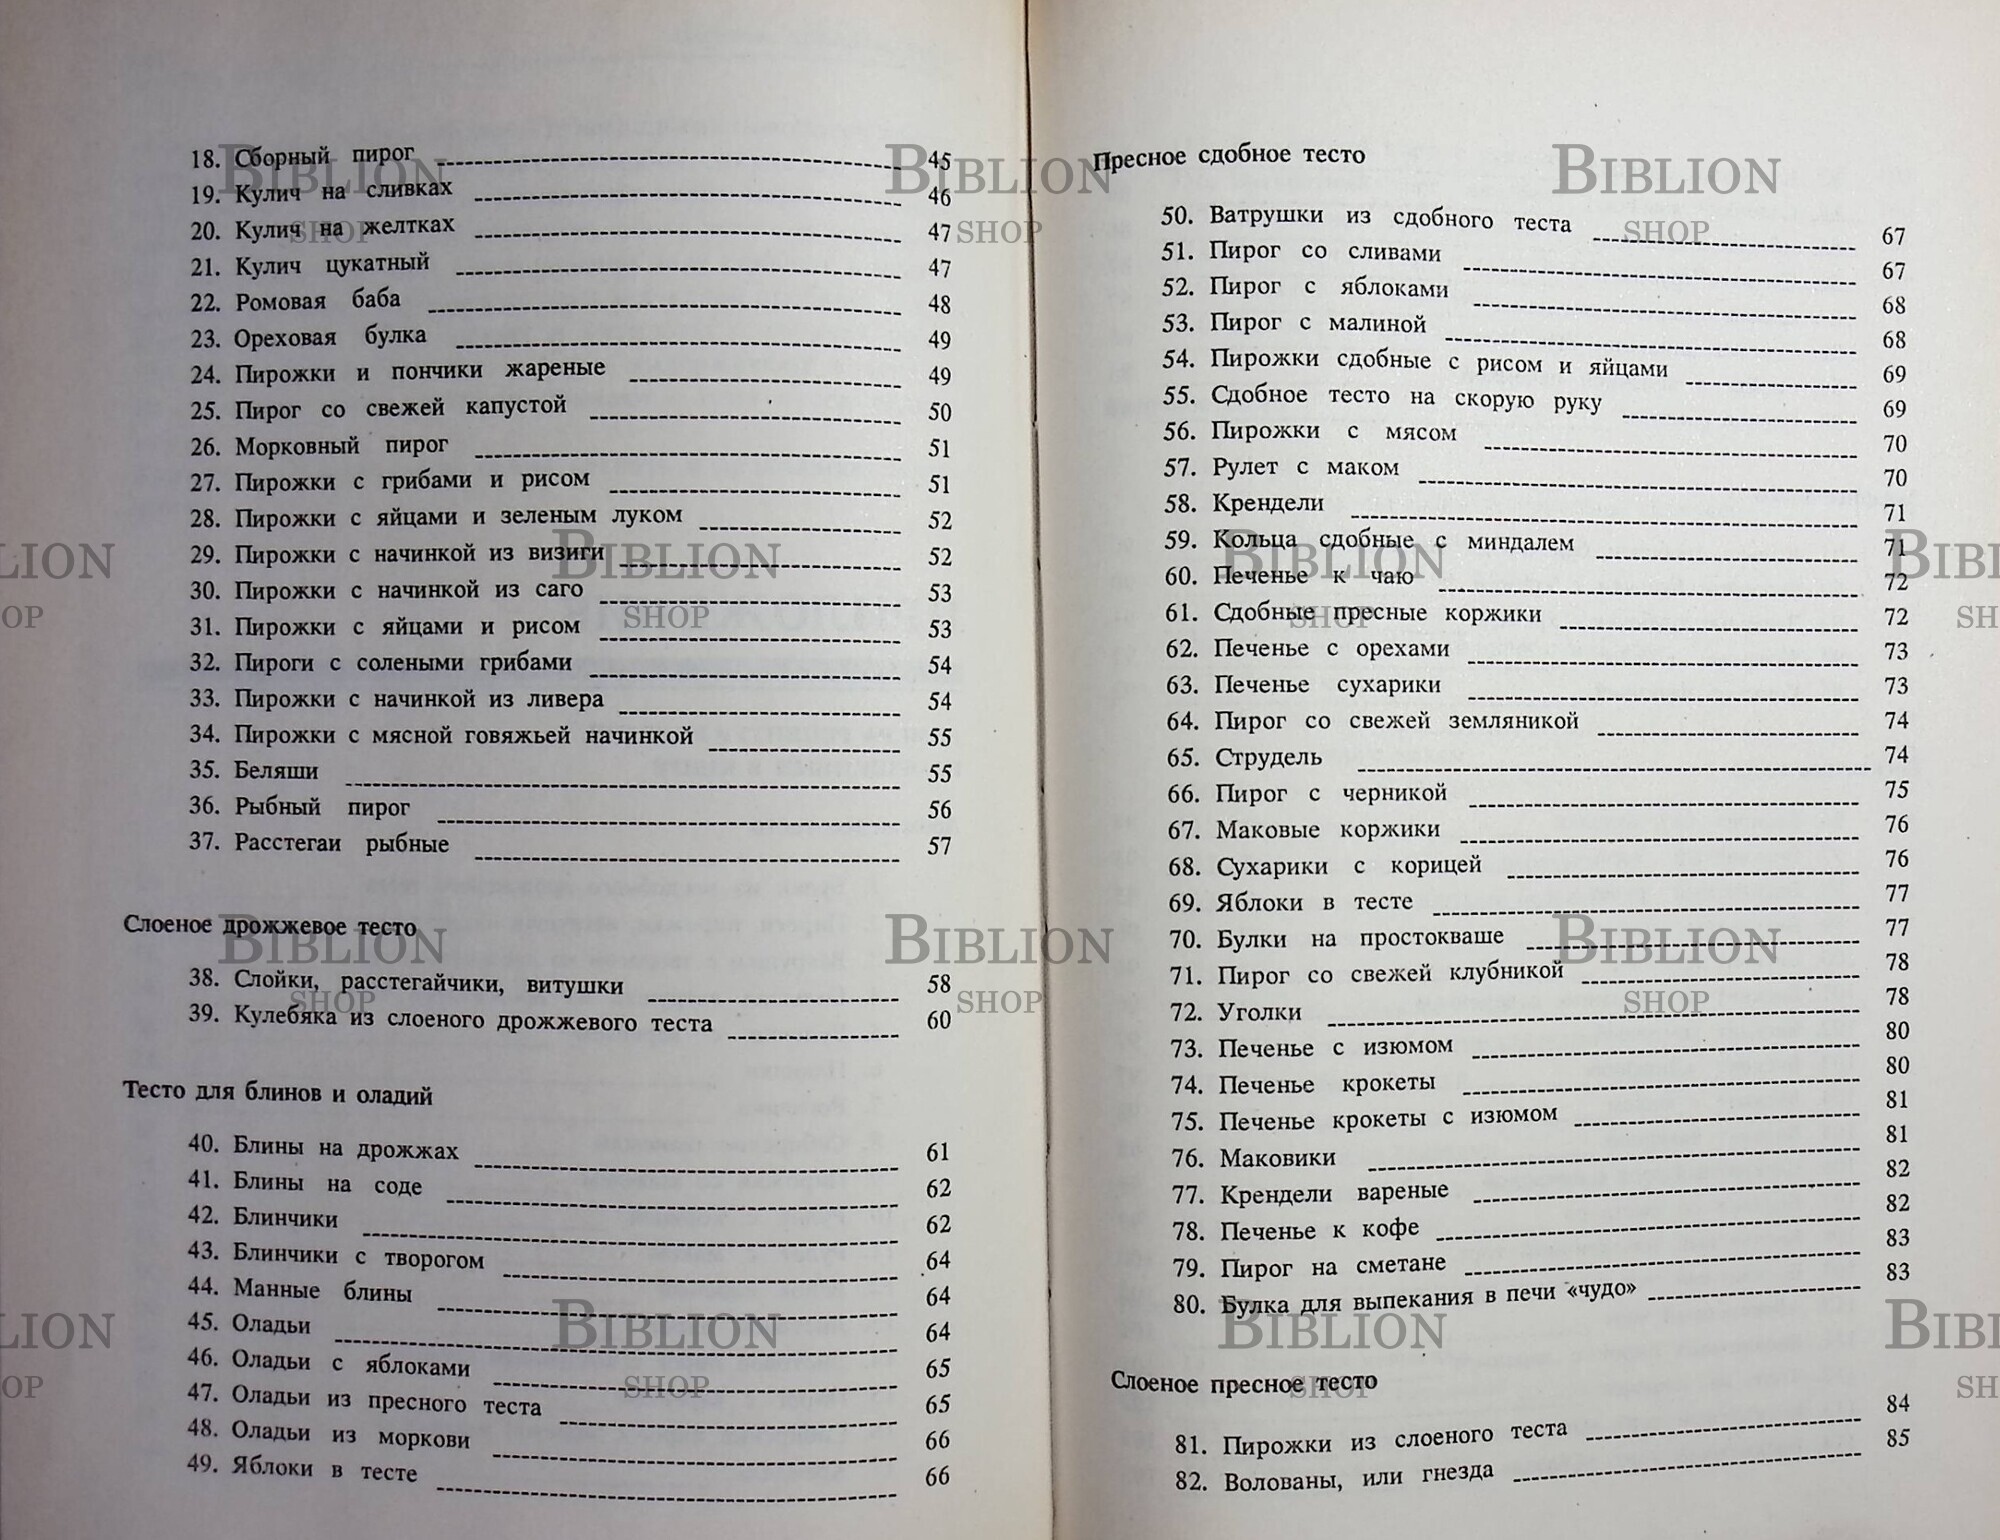 18. Сборный пирог 45
19. Кулич на сливках 46
20. Кулич на желтках 47
21. Кулич цукатный 47
22. Ромовая баба 48
23. Ореховая булка 49
24. Пирожки и пончики жареные 49
25. Пирог со свежей капустой 50
26. Морковный пирог 51
27. Пирожки с грибами и рисом 51
28. Пирожки с яйцами и зеленым луком 52
29. Пирожки с начинкой из визиги 52
30. Пирожки с начинкой из саго 53
31. Пирожки с яйцами и рисом 53
32. Пироги с солеными грибами 54
33. Пирожки с начинкой из ливера 54
34. Пирожки с мясной говяжьей начинкой 55
35. Беляши 55
36. Рыбный пирог 56
37. Расстегаи рыбные 57
Слоеное дрожжевое тесто
38. Слойки, расстегайчики, витушки 58
39. Кулебяка из слоеного дрожжевого теста 60
Тесто для блинов и оладий
40. Блины на дрожжах 61
41. Блины на соде 62
42. Блинчики 62
43. Блинчики с творогом 64
44. Манные блины 64
45. Оладьи 64
46. Оладьи с яблоками 65
47. Оладьи из пресного теста 65
48. Оладьи из моркови 66
49. Яблоки в тесте 66
Пресное сдобное тесто
50. Ватрушки из сдобного теста 67
51. Пирог со сливами 67
52. Пирог с яблоками 68
53. Пирог с малиной 68
54. Пирожки сдобные с рисом и яйцами 69
55. Сдобное тесто на скорую руку 69
56. Пирожки с мясом 70
57. Рулет с маком 70
58. Крендели 71
59. Кольца сдобные с миндалем 71
60. Печенье к чаю 72
61. Сдобные пресные коржики 72
62. Печенье с орехами 73
63. Печенье сухарики 73
64. Пирог со свежей земляникой 74
65. Струдель 74
66. Пирог с черникой 75
67. Маковые коржики 76
68. Сухарики с корицей 76
69. Яблоки в тесте 77
70. Булки на простокваше 77
71. Пирог со свежей клубникой 78
72. Уголки 78
73. Печенье с изюмом 80
74. Печенье крокеты 80
75. Печенье крокеты с изюмом 81
76. Маковики 81
77. Крендели вареные 82
78. Печенье к кофе 82
79. Пирог на сметане 83
80. Булка для выпекания в печи «чудо» 83
Слоеное пресное тесто
81. Пирожки из слоеного теста 84
82. Волованы, или гнезда 85
BIBLION SHOP